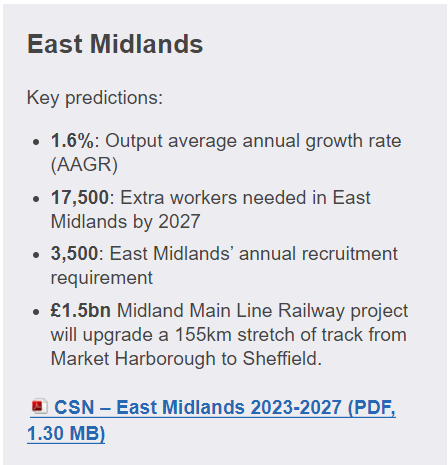 East Midlands
Key predictions:
• 1.6%: Output average annual growth rate
(AAGR)
• 17,500: Extra workers needed in East
Midlands by 2027
• 3,500: East Midlands’ annual recruitment
requirement
• £1.5bn Midland Main Line Railway project
will upgrade a 155km stretch of track from
Market Harborough to Sheffield.
CSN – East Midlands 2023-2027 (PDF,
1.30 MB)